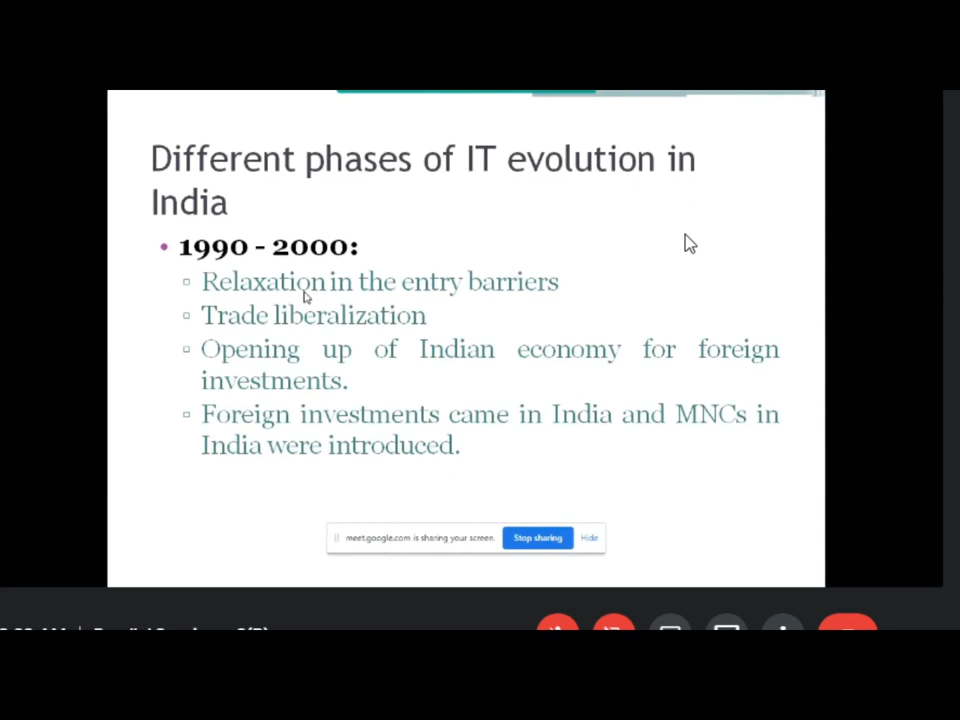 Different phases of IT evolution in
India
• 1990 - 2000:
▫ Relaxation in the entry barriers
▫ Trade liberalization
▫ Opening up of Indian economy for foreign
investments.
▫ Foreign investments came in India and MNCs in
India were introduced.
meet.google.com is sharing your screen. Stop sharing Hide